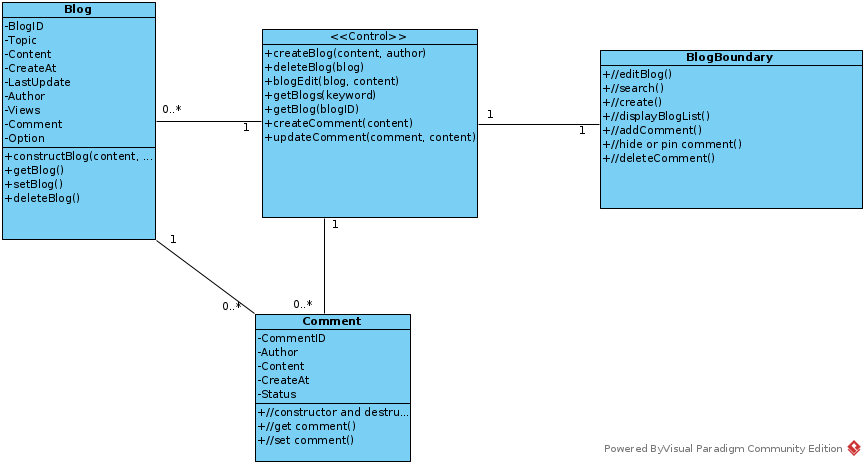 Blog
-BlogID
-Topic
-Content
-CreateAt
-LastUpdate
-Author
-Views
-Comment
-Option
+constructBlog(content, ...
+getBlog()
+setBlog()
+deleteBlog()
0..*
1
<<Control>>
+createBlog(content, author)
+deleteBlog(blog)
+blogEdit(blog, content)
+getBlogs(keyword)
+getBlog(blogID)
+createComment(content)
+updateComment(comment, content)
1
1
BlogBoundary
+//editBlog()
+//search()
+//create()
+//displayBlogList()
+//addComment()
+//hide or pin comment()
+//deleteComment()
1
0..*
1
0..*
Comment
-CommentID
-Author
-Content
-CreateAt
-Status
+//constructor and destru...
+//get comment()
+//set comment()
Powered ByVisual Paradigm Community Edition